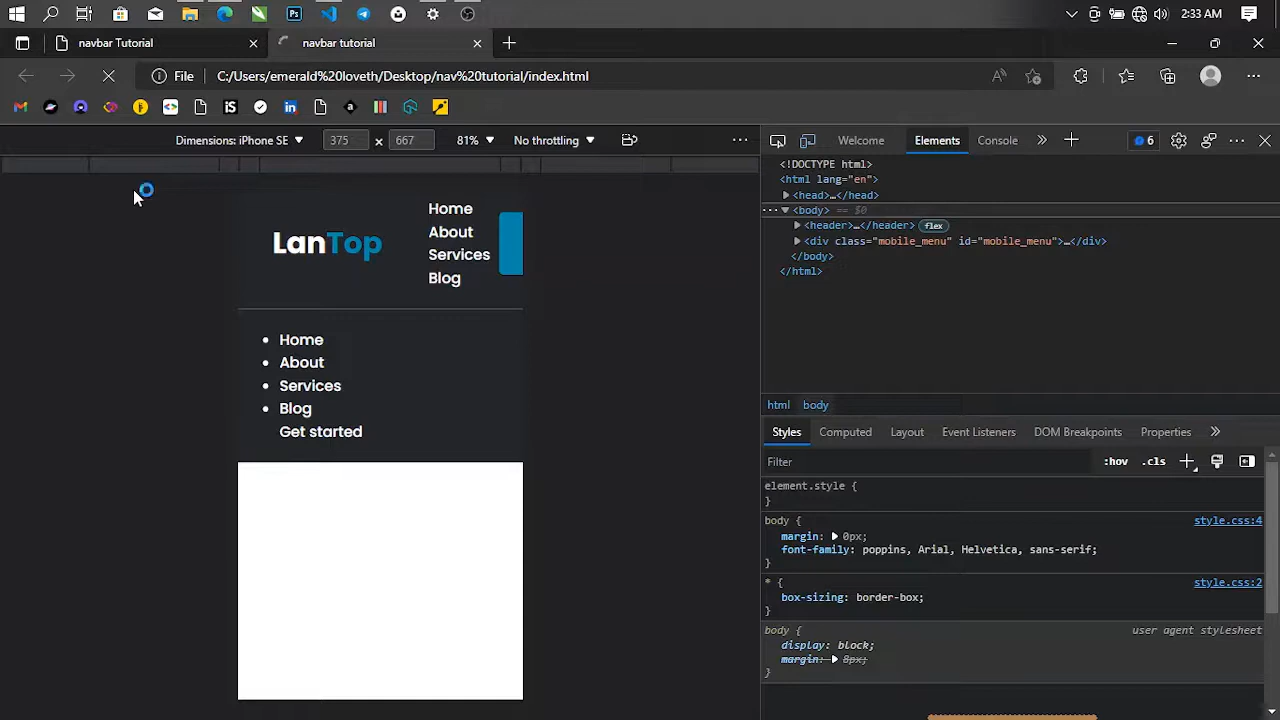 2:33 AM
navbar Tutorial
navbar tutorial
File
C:/Users/emerald%20loveth/Desktop/nav%20tutorial/index.html
Dimensions: iPhone SE
375 × 667
81%
No throttling
Welcome
Elements
Console
6
LanTop
Home
About
Services
Blog
Home
About
Services
Blog
Get started
<!DOCTYPE html>
<html lang="en">
<head>…</head>
<body> == $0
<header>…</header> flex
<div class="mobile_menu" id="mobile_menu">…</div>
</body>
</html>
html body
Styles Computed Layout Event Listeners DOM Breakpoints Properties
Filter
:hov .cls
element.style {
}
body { style.css:4
margin: 0px;
font-family: poppins, Arial, Helvetica, sans-serif;
}
* { style.css:2
box-sizing: border-box;
}
body { user agent stylesheet
display: block;
margin: 8px;
}